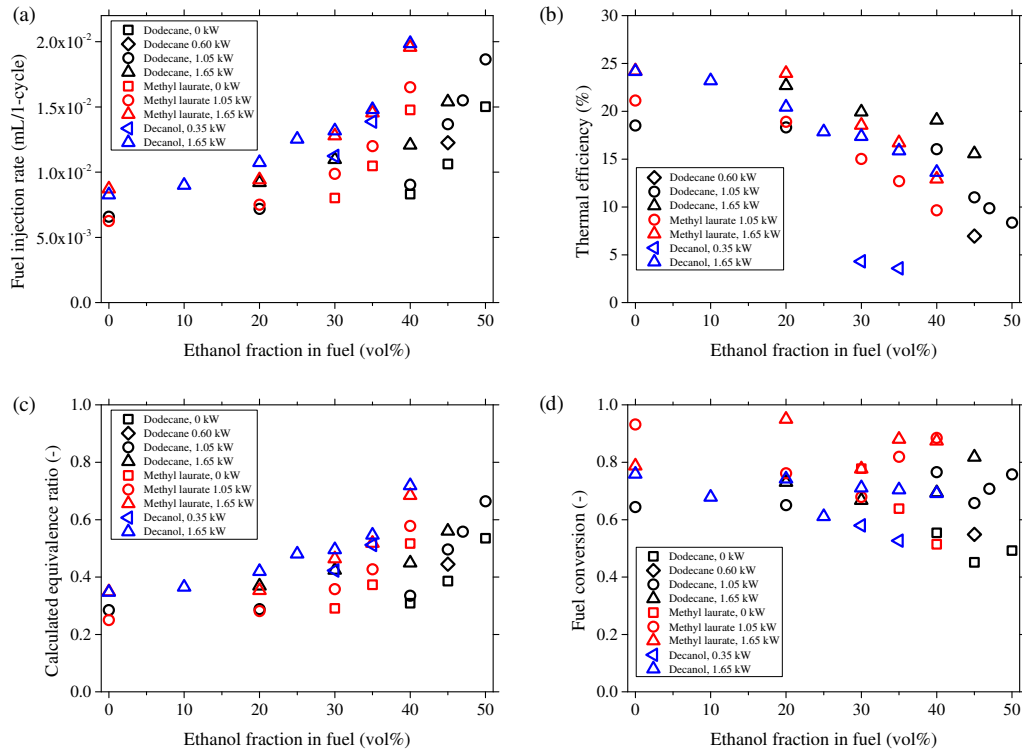 (a)
Fuel injection rate (mL/1-cycle)
2.0×10⁻²
1.5×10⁻²
1.0×10⁻²
5.0×10⁻³
0.0
Dodecane, 0 kW
Dodecane 0.60 kW
Dodecane, 1.05 kW
Dodecane, 1.65 kW
Methyl laurate, 0 kW
Methyl laurate 1.05 kW
Methyl laurate, 1.65 kW
Decanol, 0.35 kW
Decanol, 1.65 kW
0 10 20 30 40 50
Ethanol fraction in fuel (vol%)
(b)
Thermal efficiency (%)
30
25
20
15
10
5
0
Dodecane 0.60 kW
Dodecane, 1.05 kW
Dodecane, 1.65 kW
Methyl laurate 1.05 kW
Methyl laurate, 1.65 kW
Decanol, 0.35 kW
Decanol, 1.65 kW
0 10 20 30 40 50
Ethanol fraction in fuel (vol%)
(c)
Calculated equivalence ratio (-)
1.0
0.8
0.6
0.4
0.2
0.0
Dodecane, 0 kW
Dodecane 0.60 kW
Dodecane, 1.05 kW
Dodecane, 1.65 kW
Methyl laurate, 0 kW
Methyl laurate 1.05 kW
Methyl laurate, 1.65 kW
Decanol, 0.35 kW
Decanol, 1.65 kW
0 10 20 30 40 50
Ethanol fraction in fuel (vol%)
(d)
Fuel conversion (-)
1.0
0.8
0.6
0.4
0.2
0.0
Dodecane, 0 kW
Dodecane 0.60 kW
Dodecane, 1.05 kW
Dodecane, 1.65 kW
Methyl laurate, 0 kW
Methyl laurate 1.05 kW
Methyl laurate, 1.65 kW
Decanol, 0.35 kW
Decanol, 1.65 kW
0 10 20 30 40 50
Ethanol fraction in fuel (vol%)